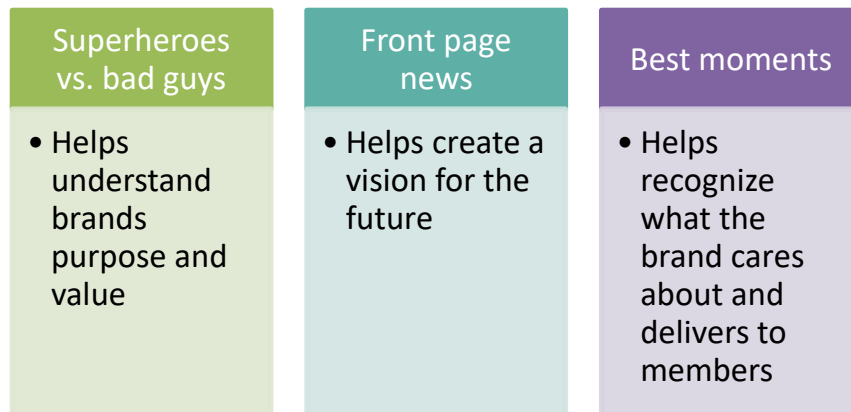 Superheroes
vs. bad guys
• Helps
understand
brands
purpose and
value
Front page
news
• Helps create a
vision for the
future
Best moments
• Helps
recognize
what the
brand cares
about and
delivers to
members